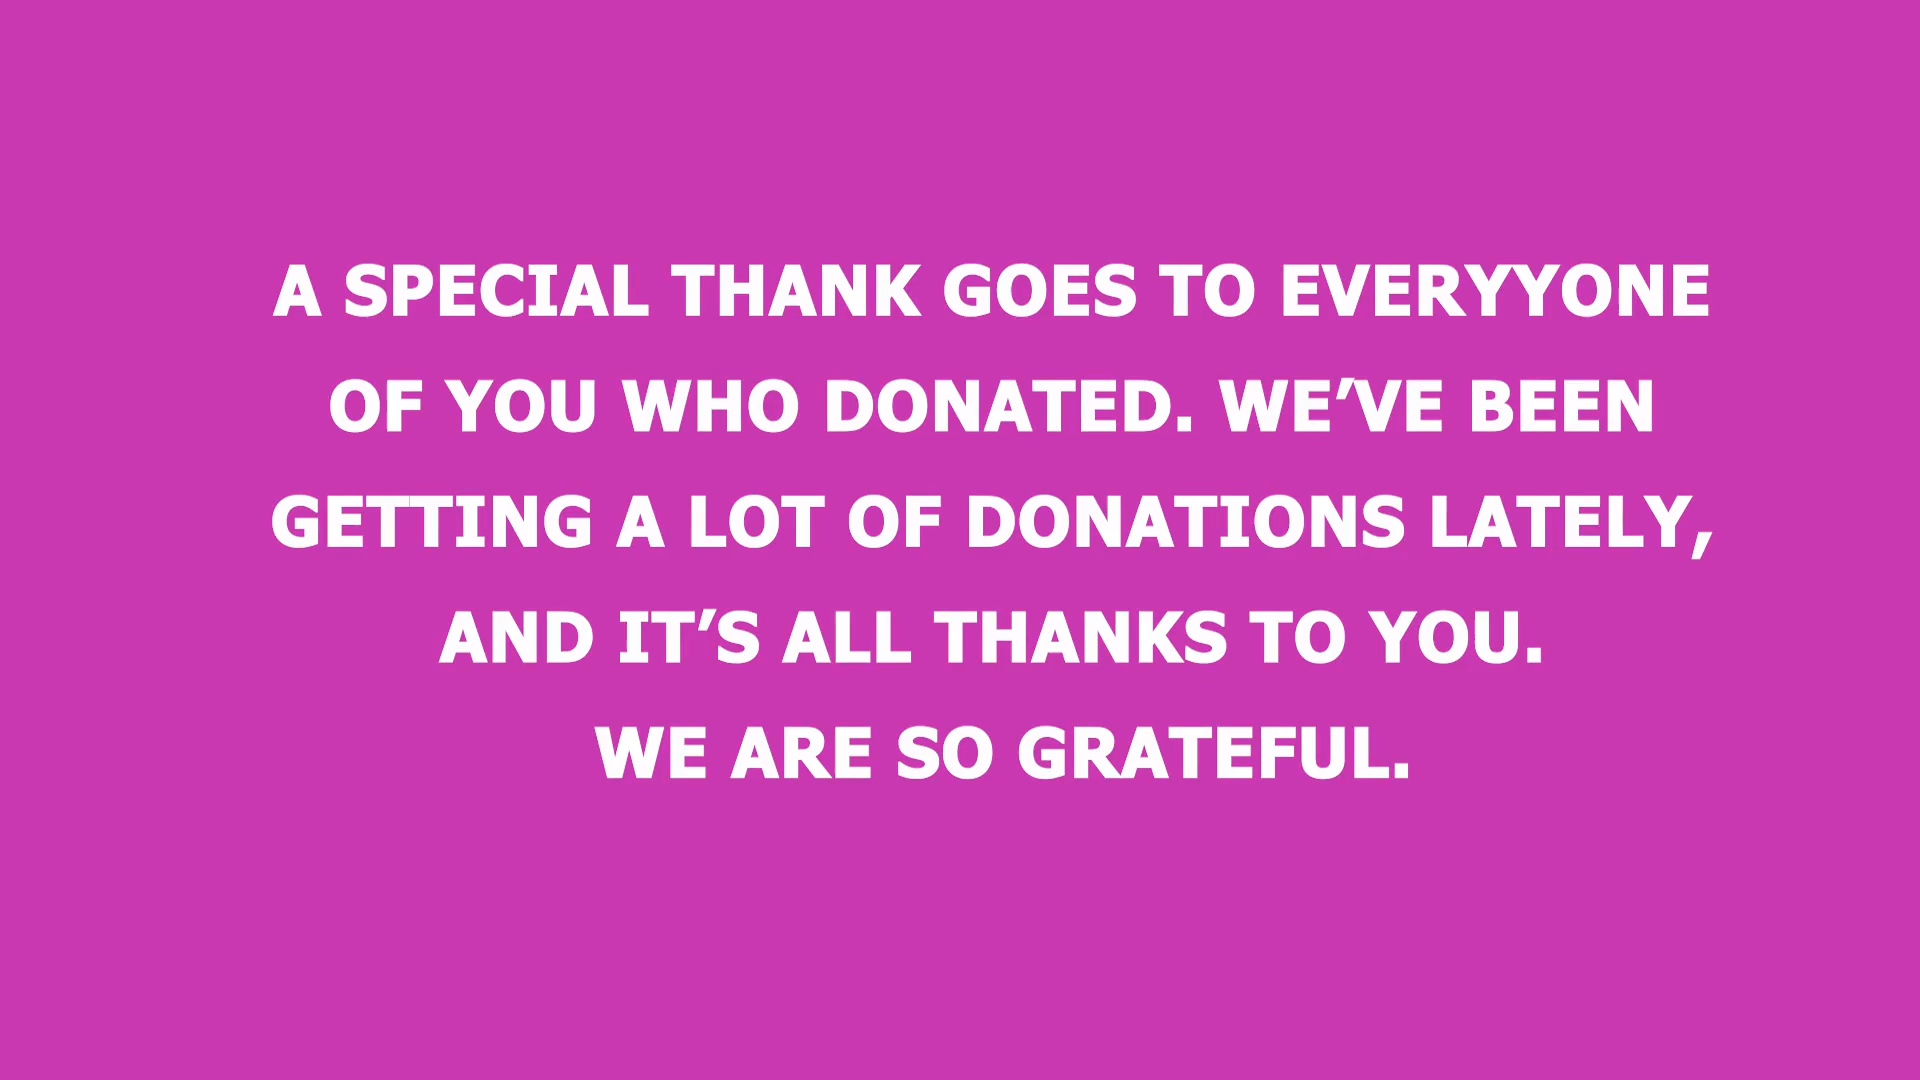 A SPECIAL THANK GOES TO EVERYYONE
OF YOU WHO DONATED. WE’VE BEEN
GETTING A LOT OF DONATIONS LATELY,
AND IT’S ALL THANKS TO YOU.
WE ARE SO GRATEFUL.